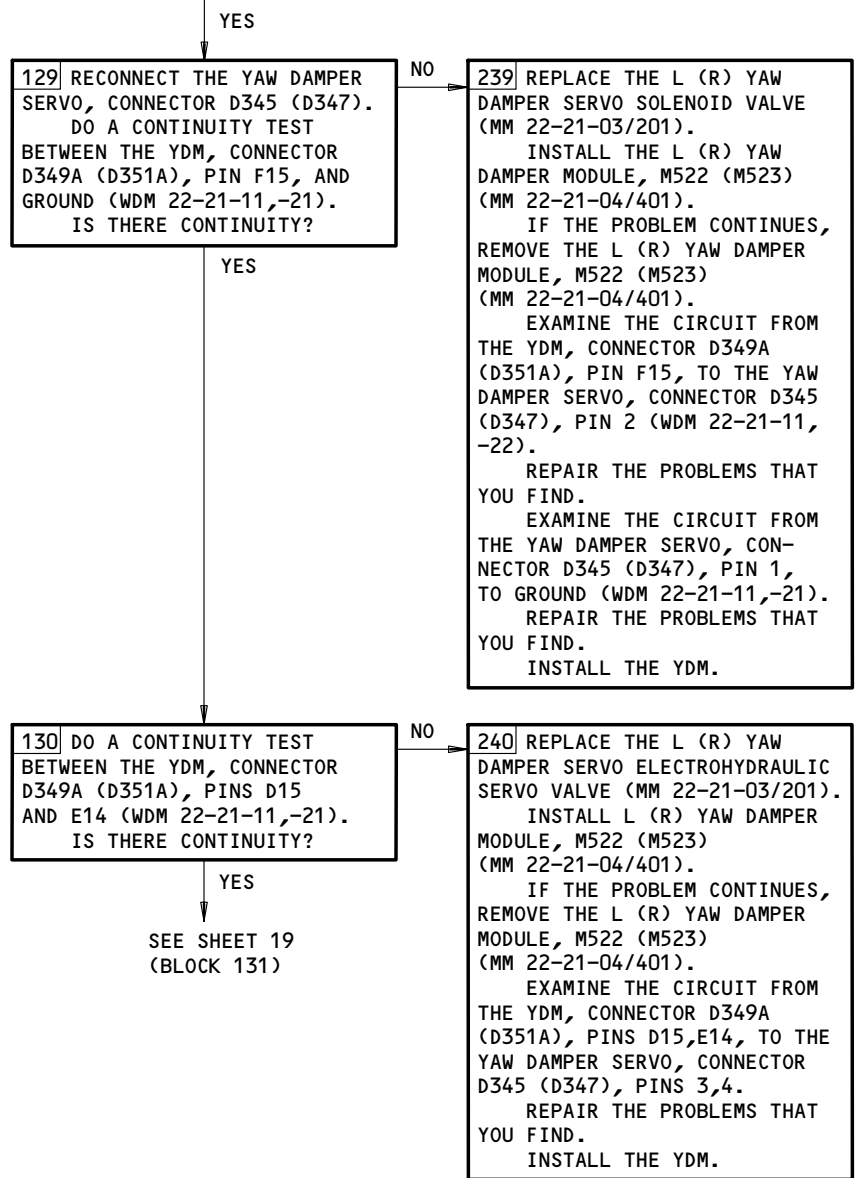 YES
129 RECONNECT THE YAW DAMPER
SERVO, CONNECTOR D345 (D347).
DO A CONTINUITY TEST
BETWEEN THE YDM, CONNECTOR
D349A (D351A), PIN F15, AND
GROUND (WDM 22-21-11,-21).
IS THERE CONTINUITY?
NO
239 REPLACE THE L (R) YAW
DAMPER SERVO SOLENOID VALVE
(MM 22-21-03/201).
INSTALL THE L (R) YAW
DAMPER MODULE, M522 (M523)
(MM 22-21-04/401).
IF THE PROBLEM CONTINUES,
REMOVE THE L (R) YAW DAMPER
MODULE, M522 (M523)
(MM 22-21-04/401).
EXAMINE THE CIRCUIT FROM
THE YDM, CONNECTOR D349A
(D351A), PIN F15, TO THE YAW
DAMPER SERVO, CONNECTOR D345
(D347), PIN 2 (WDM 22-21-11,
-22).
REPAIR THE PROBLEMS THAT
YOU FIND.
EXAMINE THE CIRCUIT FROM
THE YAW DAMPER SERVO, CON-
NECTOR D345 (D347), PIN 1,
TO GROUND (WDM 22-21-11,-21).
REPAIR THE PROBLEMS THAT
YOU FIND.
INSTALL THE YDM.
YES
130 DO A CONTINUITY TEST
BETWEEN THE YDM, CONNECTOR
D349A (D351A), PINS D15
AND E14 (WDM 22-21-11,-21).
IS THERE CONTINUITY?
NO
240 REPLACE THE L (R) YAW
DAMPER SERVO ELECTROHYDRAULIC
SERVO VALVE (MM 22-21-03/201).
INSTALL L (R) YAW DAMPER
MODULE, M522 (M523)
(MM 22-21-04/401).
IF THE PROBLEM CONTINUES,
REMOVE THE L (R) YAW DAMPER
MODULE, M522 (M523)
(MM 22-21-04/401).
EXAMINE THE CIRCUIT FROM
THE YDM, CONNECTOR D349A
(D351A), PINS D15,E14, TO THE
YAW DAMPER SERVO, CONNECTOR
D345 (D347), PINS 3,4.
REPAIR THE PROBLEMS THAT
YOU FIND.
INSTALL THE YDM.
YES
SEE SHEET 19
(BLOCK 131)